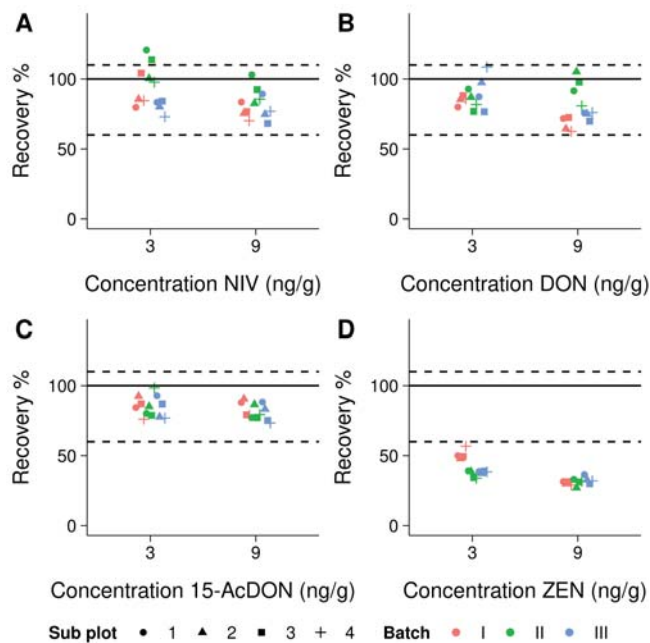 A
B
Recovery %
100
50
0
3
9
Concentration NIV (ng/g)
Recovery %
100
50
0
3
9
Concentration DON (ng/g)
C
D
Recovery %
100
50
0
3
9
Concentration 15-AcDON (ng/g)
Recovery %
100
50
0
3
9
Concentration ZEN (ng/g)
Sub plot 1 2 3 4 Batch I II III